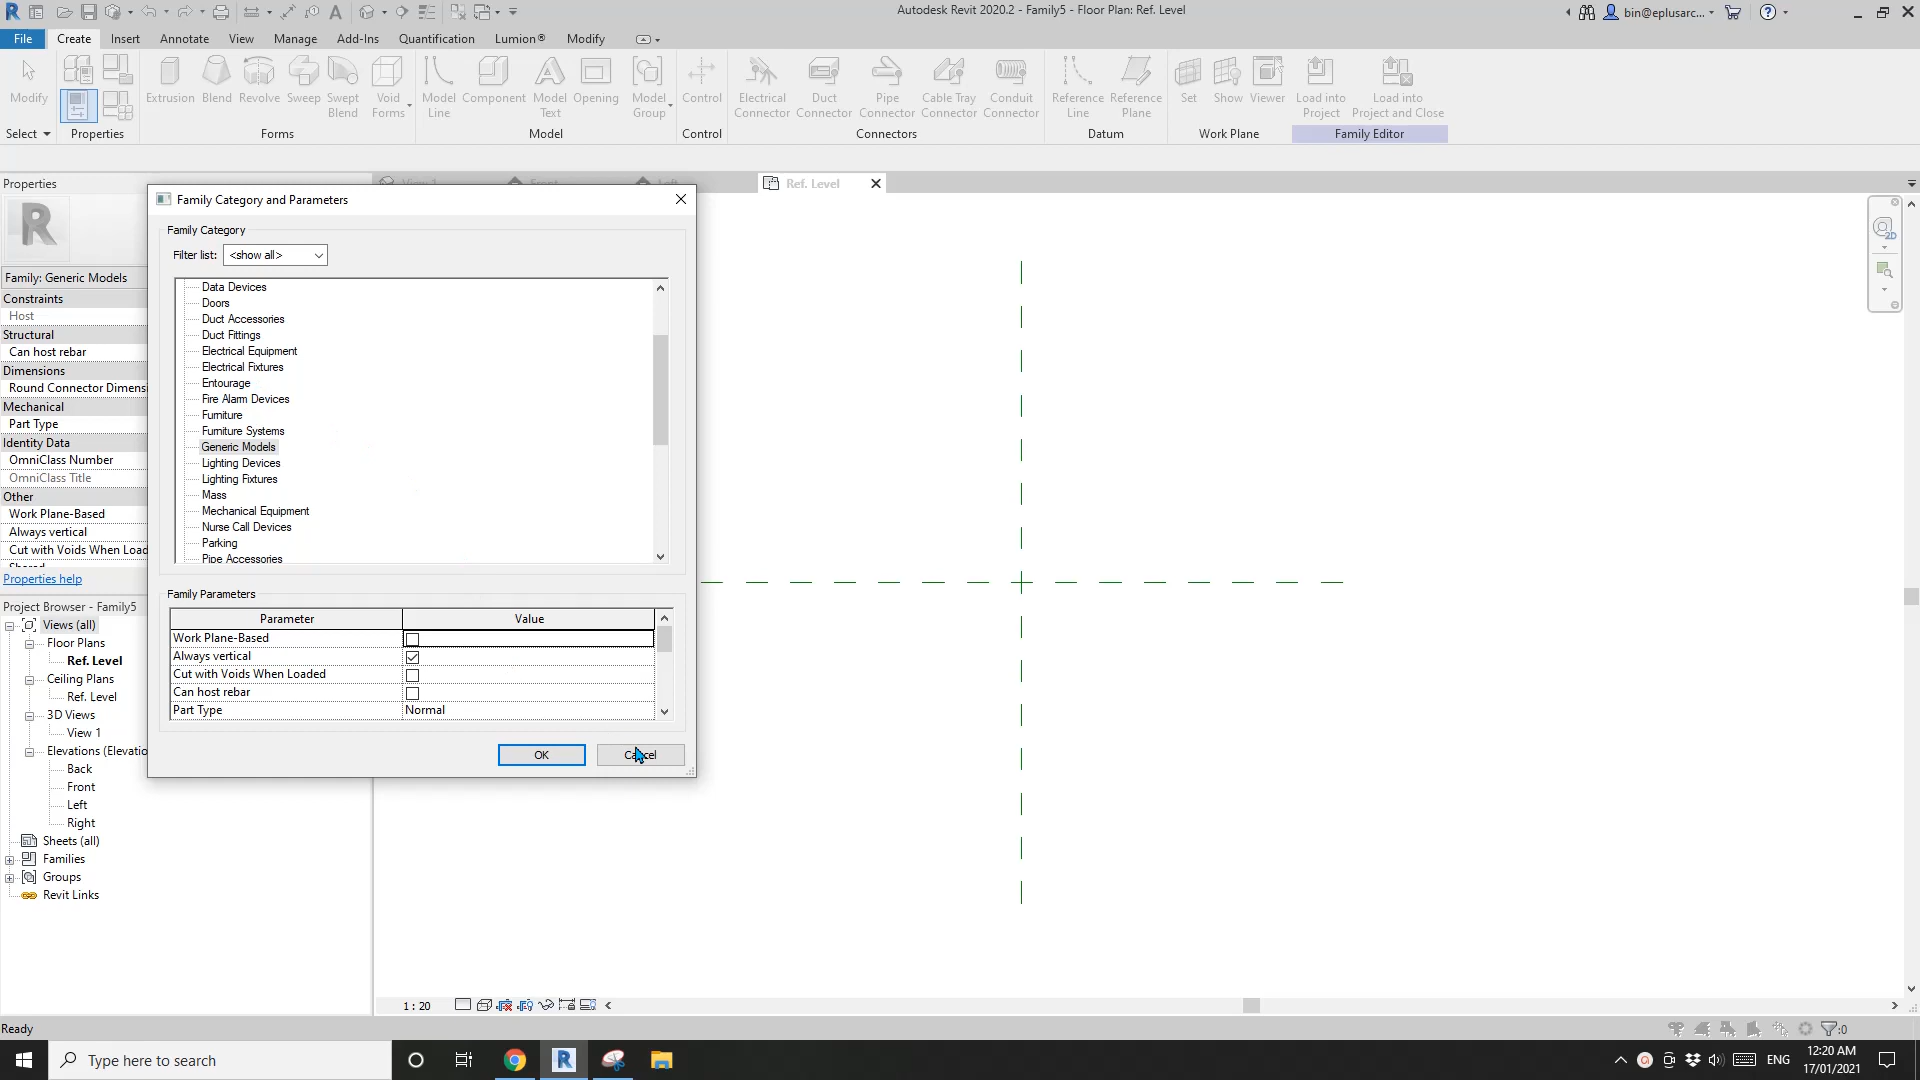 Autodesk Revit 2020.2 - Family5 - Floor Plan: Ref. Level
bin@eplusarc...
File Create Insert Annotate View Manage Add-Ins Quantification Lumion® Modify
Modify
Extrusion Blend Revolve Sweep Swept Blend Void Forms
Model Line Component Model Text Opening Model Group
Control
Electrical Connector Duct Connector Pipe Connector Cable Tray Connector Conduit Connector
Reference Line Reference Plane
Set Show Viewer
Load into Project Load into Project and Close
Select Properties Forms Model Control Connectors Datum Work Plane Family Editor
Properties
Ref. Level
Family: Generic Models
Constraints
Host
Structural
Can host rebar
Dimensions
Round Connector Dimens
Mechanical
Part Type
Identity Data
OmniClass Number
OmniClass Title
Other
Work Plane-Based
Always vertical
Cut with Voids When Load
Shared
Properties help
Family Category and Parameters
Family Category
Filter list: <show all>
Data Devices
Doors
Duct Accessories
Duct Fittings
Electrical Equipment
Electrical Fixtures
Entourage
Fire Alarm Devices
Furniture
Furniture Systems
Generic Models
Lighting Devices
Lighting Fixtures
Mass
Mechanical Equipment
Nurse Call Devices
Parking
Pipe Accessories
Family Parameters
Parameter Value
Work Plane-Based
Always vertical
Cut with Voids When Loaded
Can host rebar
Part Type Normal
OK Cancel
Project Browser - Family5
Views (all)
Floor Plans
Ref. Level
Ceiling Plans
Ref. Level
3D Views
View 1
Elevations (Elevatio
Back
Front
Left
Right
Sheets (all)
Families
Groups
Revit Links
2D
1 : 20
Ready
:0
Type here to search
ENG
12:20 AM
17/01/2021